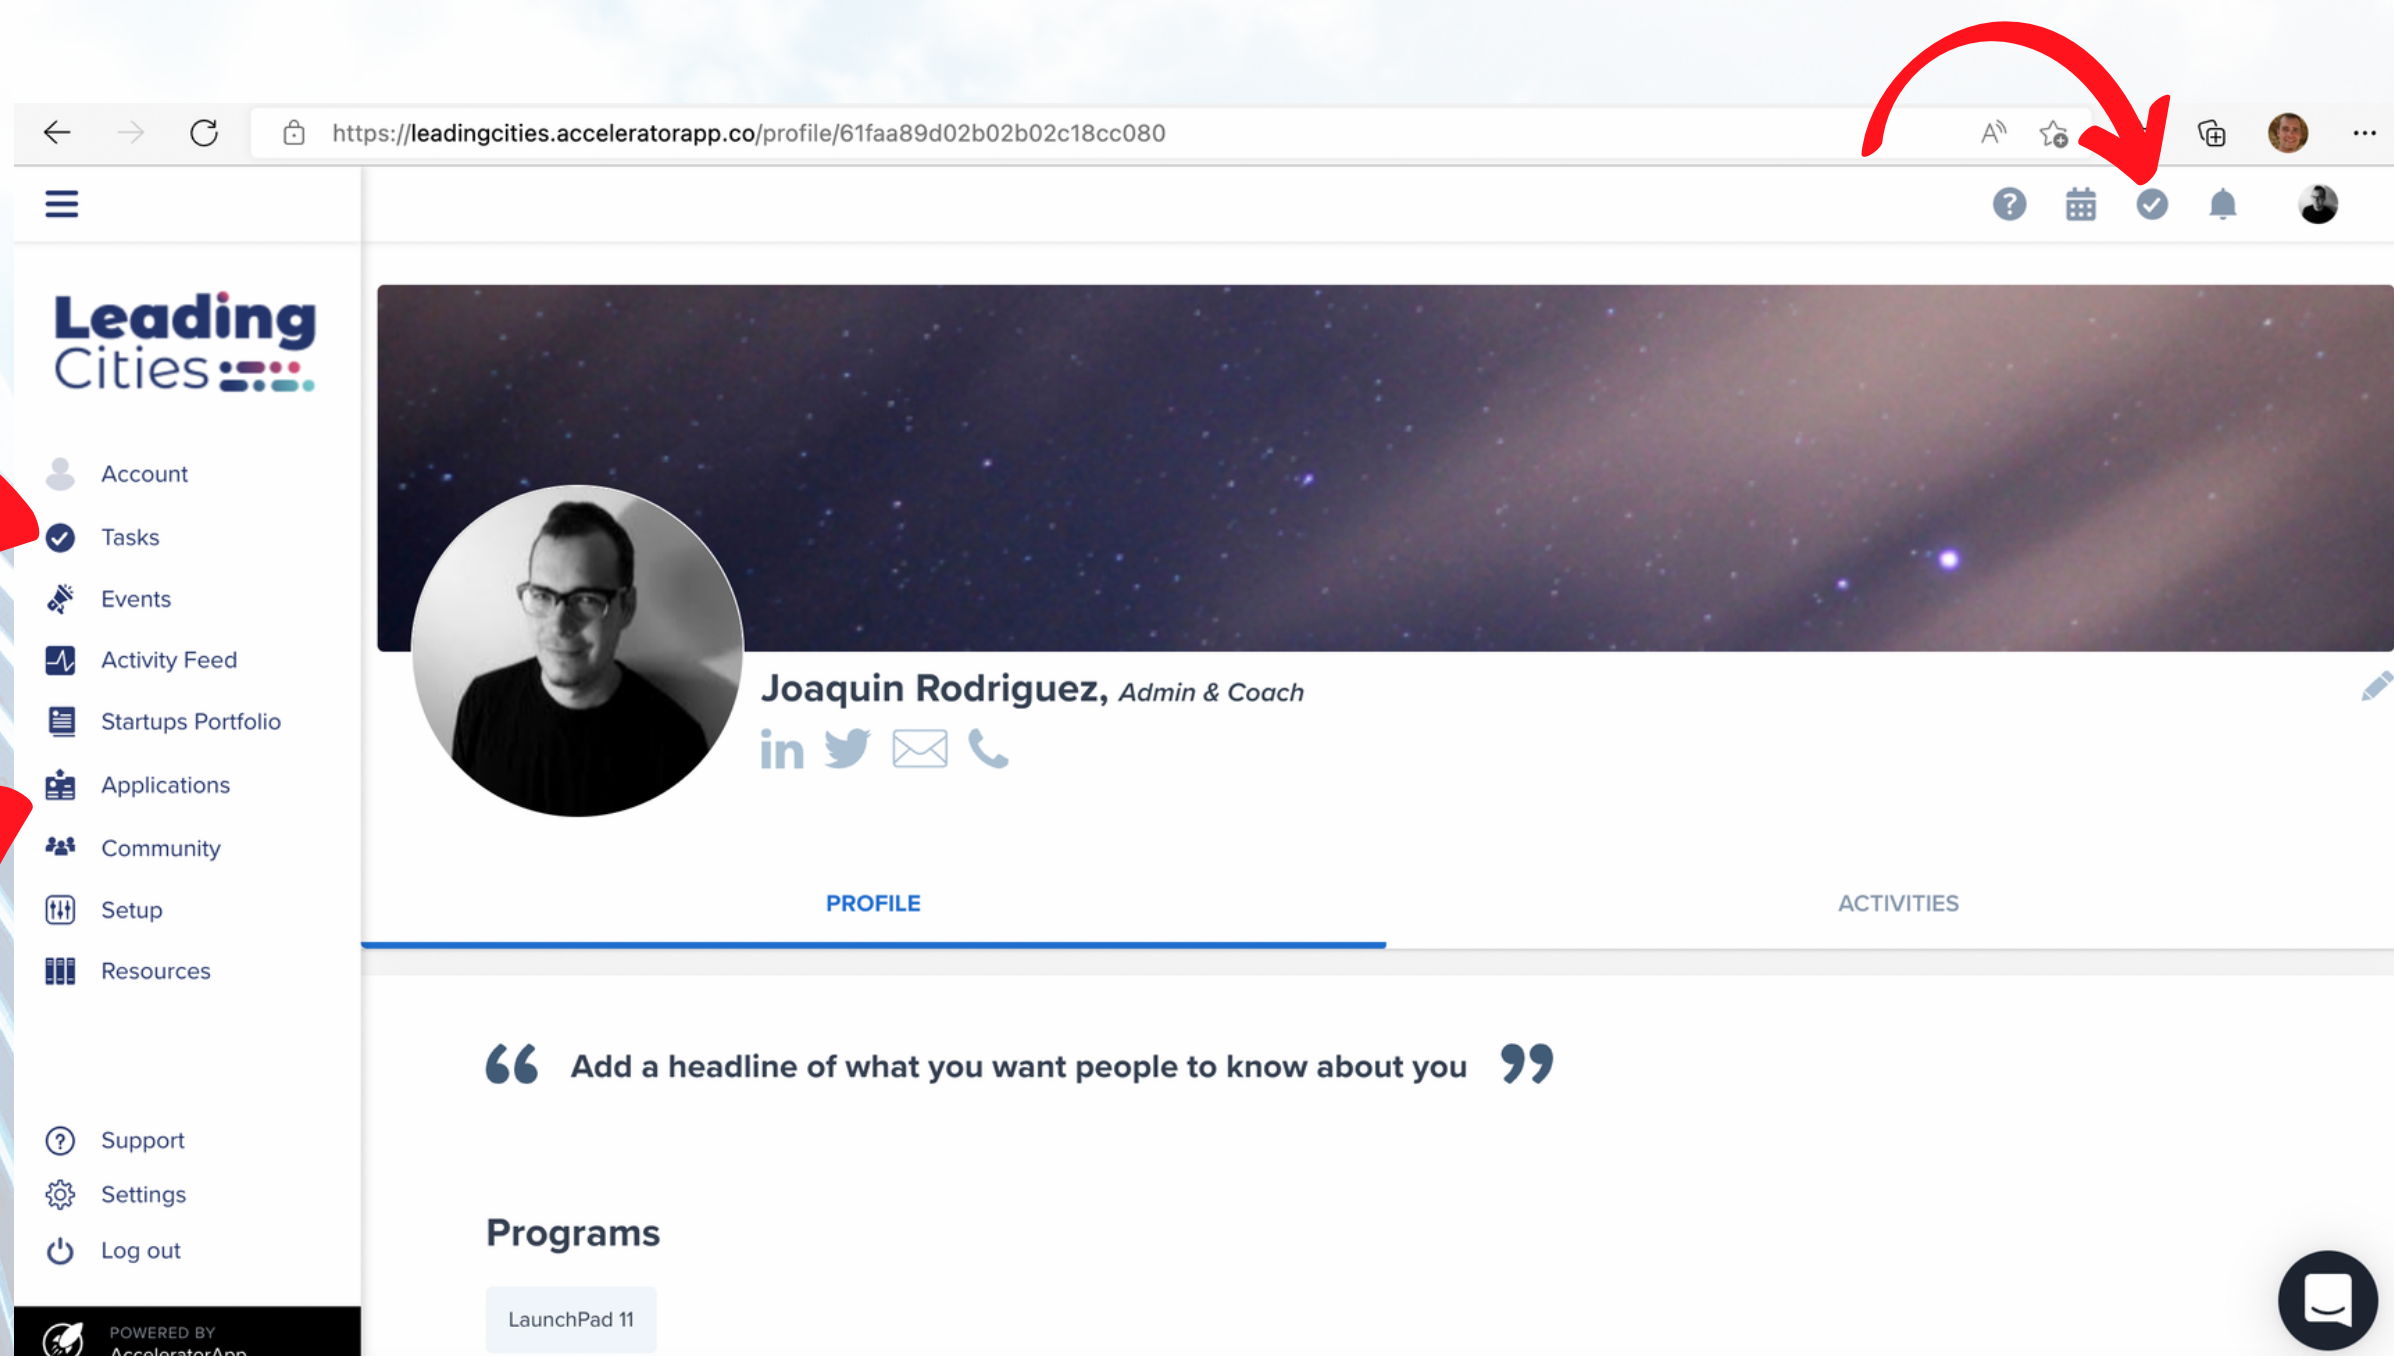 https://leadingcities.acceleratorapp.co/profile/61faa89d02b02b02c18cc080
Leading
Cities
Account
Tasks
Events
Activity Feed
Startups Portfolio
Applications
Community
Setup
Resources
Support
Settings
Log out
POWERED BY
AcceleratorApp
Joaquin Rodriguez, Admin & Coach
in
PROFILE
ACTIVITIES
“ Add a headline of what you want people to know about you ”
Programs
LaunchPad 11